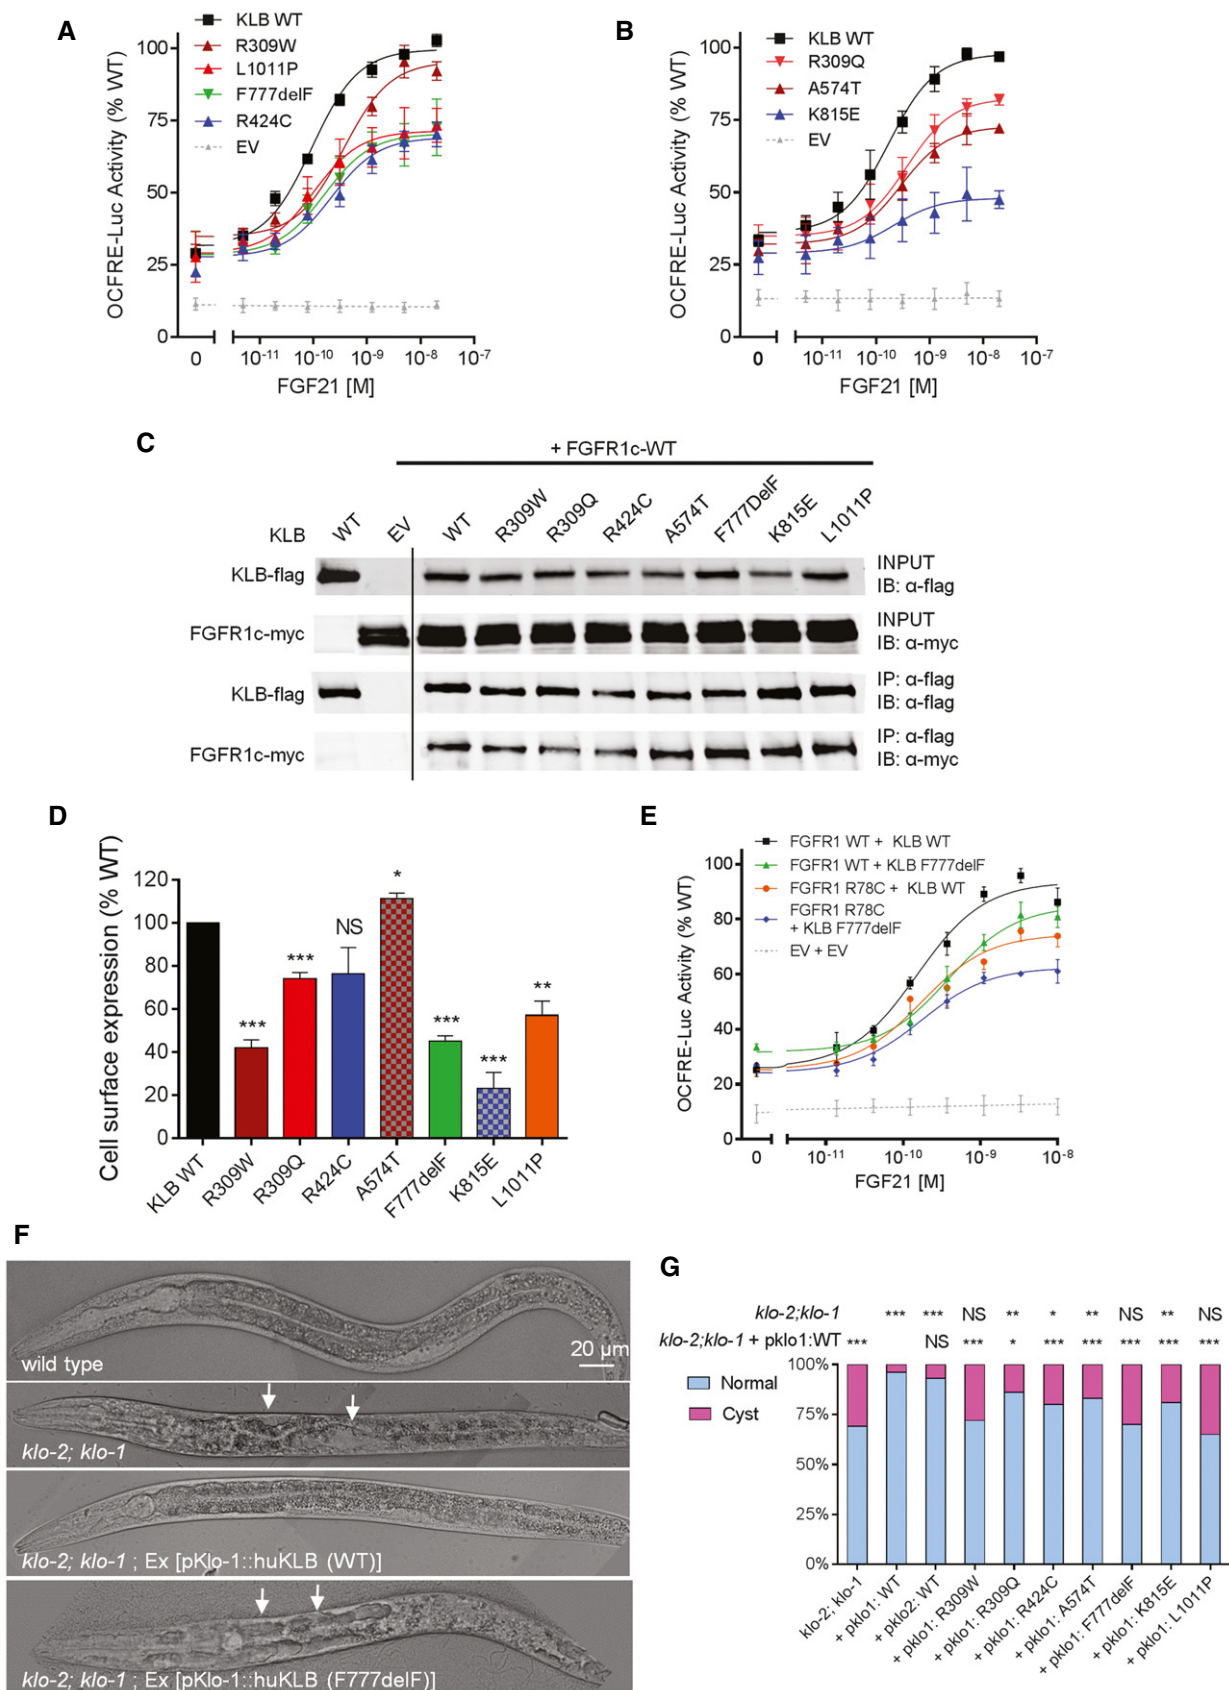 A
KLB WT
R309W
L1011P
F777delF
R424C
EV
OCFRE-Luc Activity (% WT)
100
75
50
25
0
0
10-11
10-10
10-9
10-8
10-7
FGF21 [M]
B
KLB WT
R309Q
A574T
K815E
EV
OCFRE-Luc Activity (% WT)
100
75
50
25
0
0
10-11
10-10
10-9
10-8
10-7
FGF21 [M]
C
+ FGFR1c-WT
KLB
WT
EV
WT
R309W
R309Q
R424C
A574T
F777DelF
K815E
L1011P
KLB-flag
INPUT
IB: α-flag
FGFR1c-myc
INPUT
IB: α-myc
KLB-flag
IP: α-flag
IB: α-flag
FGFR1c-myc
IP: α-flag
IB: α-myc
D
Cell surface expression (% WT)
120
100
80
60
40
20
0
***
***
NS
*
***
***
**
KLB WT
R309W
R309Q
R424C
A574T
F777delF
K815E
L1011P
E
FGFR1 WT + KLB WT
FGFR1 WT + KLB F777delF
FGFR1 R78C + KLB WT
FGFR1 R78C
+ KLB F777delF
EV + EV
OCFRE-Luc Activity (% WT)
100
80
60
40
20
0
0
10-11
10-10
10-9
10-8
FGF21 [M]
F
wild type
20 µm
klo-2; klo-1
klo-2; klo-1 ; Ex [pKlo-1::huKLB (WT)]
klo-2; klo-1 ; Ex [pKlo-1::huKLB (F777delF)]
G
klo-2;klo-1 *** *** NS ** * ** NS ** NS
klo-2;klo-1 + pklo1:WT *** NS *** * *** *** *** *** ***
Normal
Cyst
100%
75%
50%
25%
0%
klo-2; klo-1
+ pklo1: WT
+ pklo2: WT
+ pklo1: R309W
+ pklo1: R309Q
+ pklo1: R424C
+ pklo1: A574T
+ pklo1: F777delF
+ pklo1: K815E
+ pklo1: L1011P